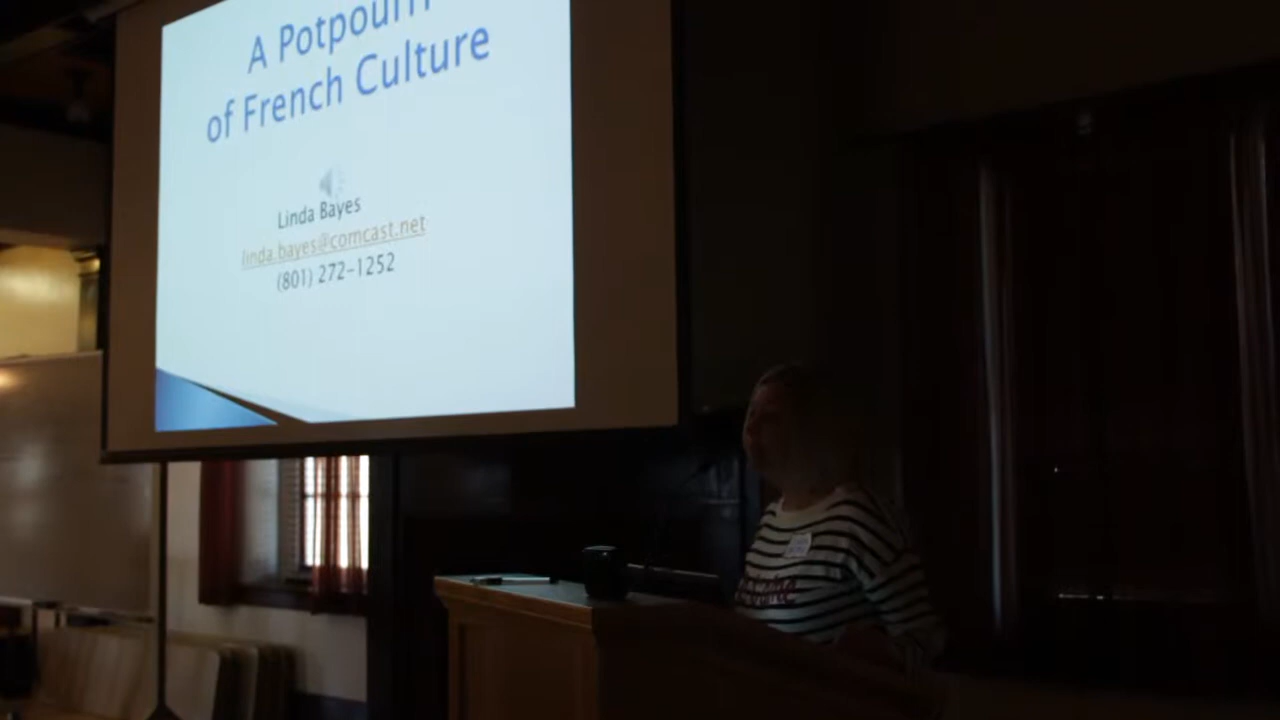 A Potpourri
of French Culture
Linda Bayes
linda.bayes@comcast.net
(801) 272-1252